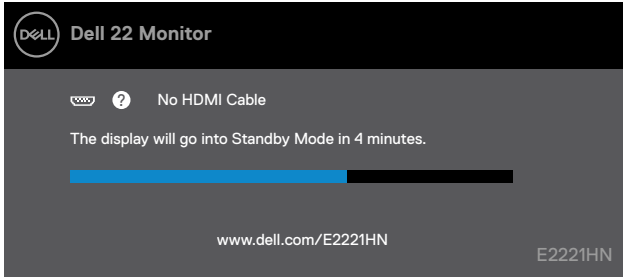 DELL
Dell 22 Monitor
? No HDMI Cable
The display will go into Standby Mode in 4 minutes.
www.dell.com/E2221HN
E2221HN